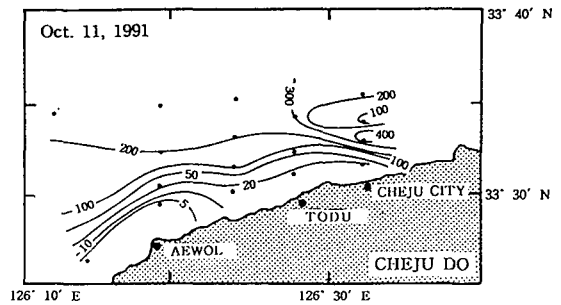 Oct. 11, 1991
33° 40′ N
300
200
100
400
200
100
50
20
100
5
10
33° 30′ N
CHEJU CITY
TODU
AEWOL
CHEJU DO
126° 10′ E
126° 30′ E